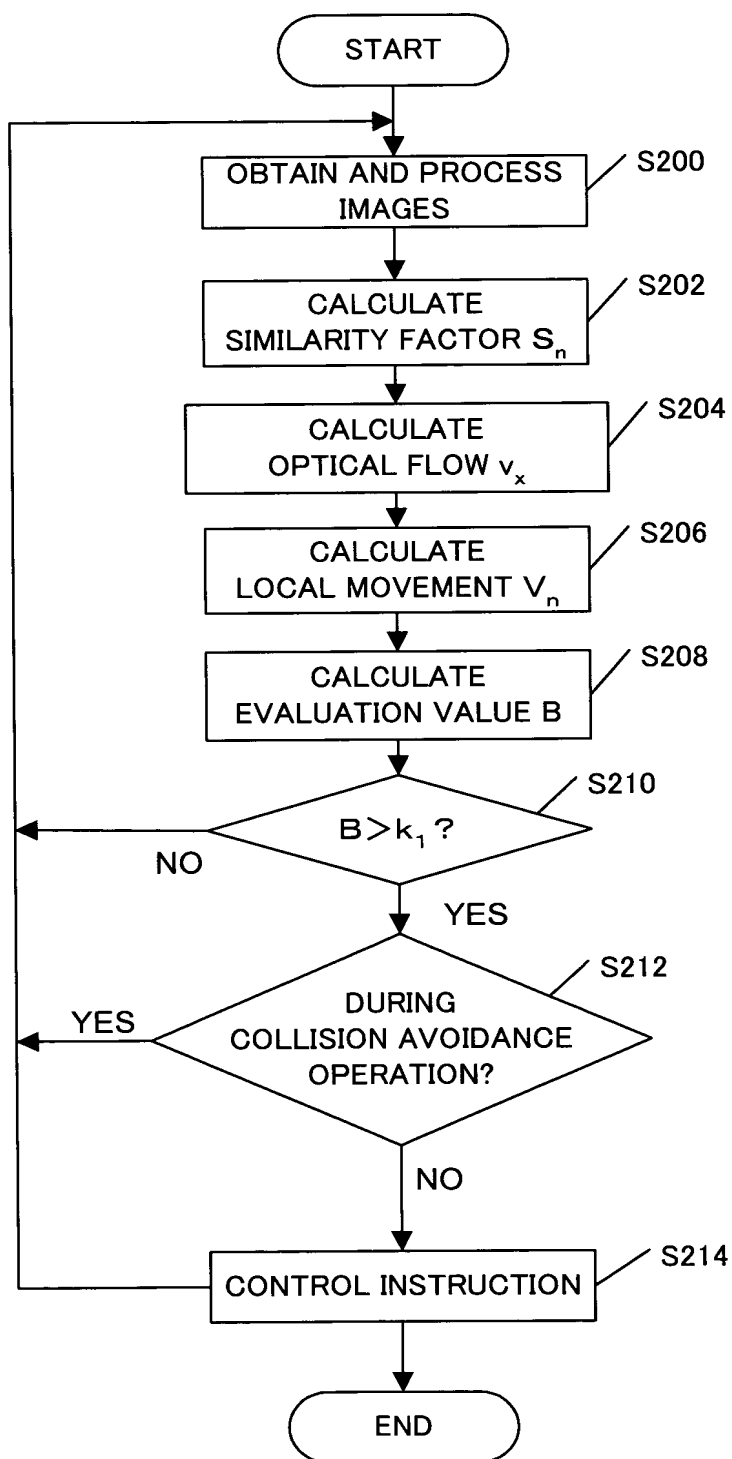 START
OBTAIN AND PROCESS
IMAGES
S200
CALCULATE
SIMILARITY FACTOR Sn
S202
CALCULATE
OPTICAL FLOW vx
S204
CALCULATE
LOCAL MOVEMENT Vn
S206
CALCULATE
EVALUATION VALUE B
S208
B>k1?
S210
NO
YES
DURING
COLLISION AVOIDANCE
OPERATION?
S212
YES
NO
CONTROL INSTRUCTION
S214
END